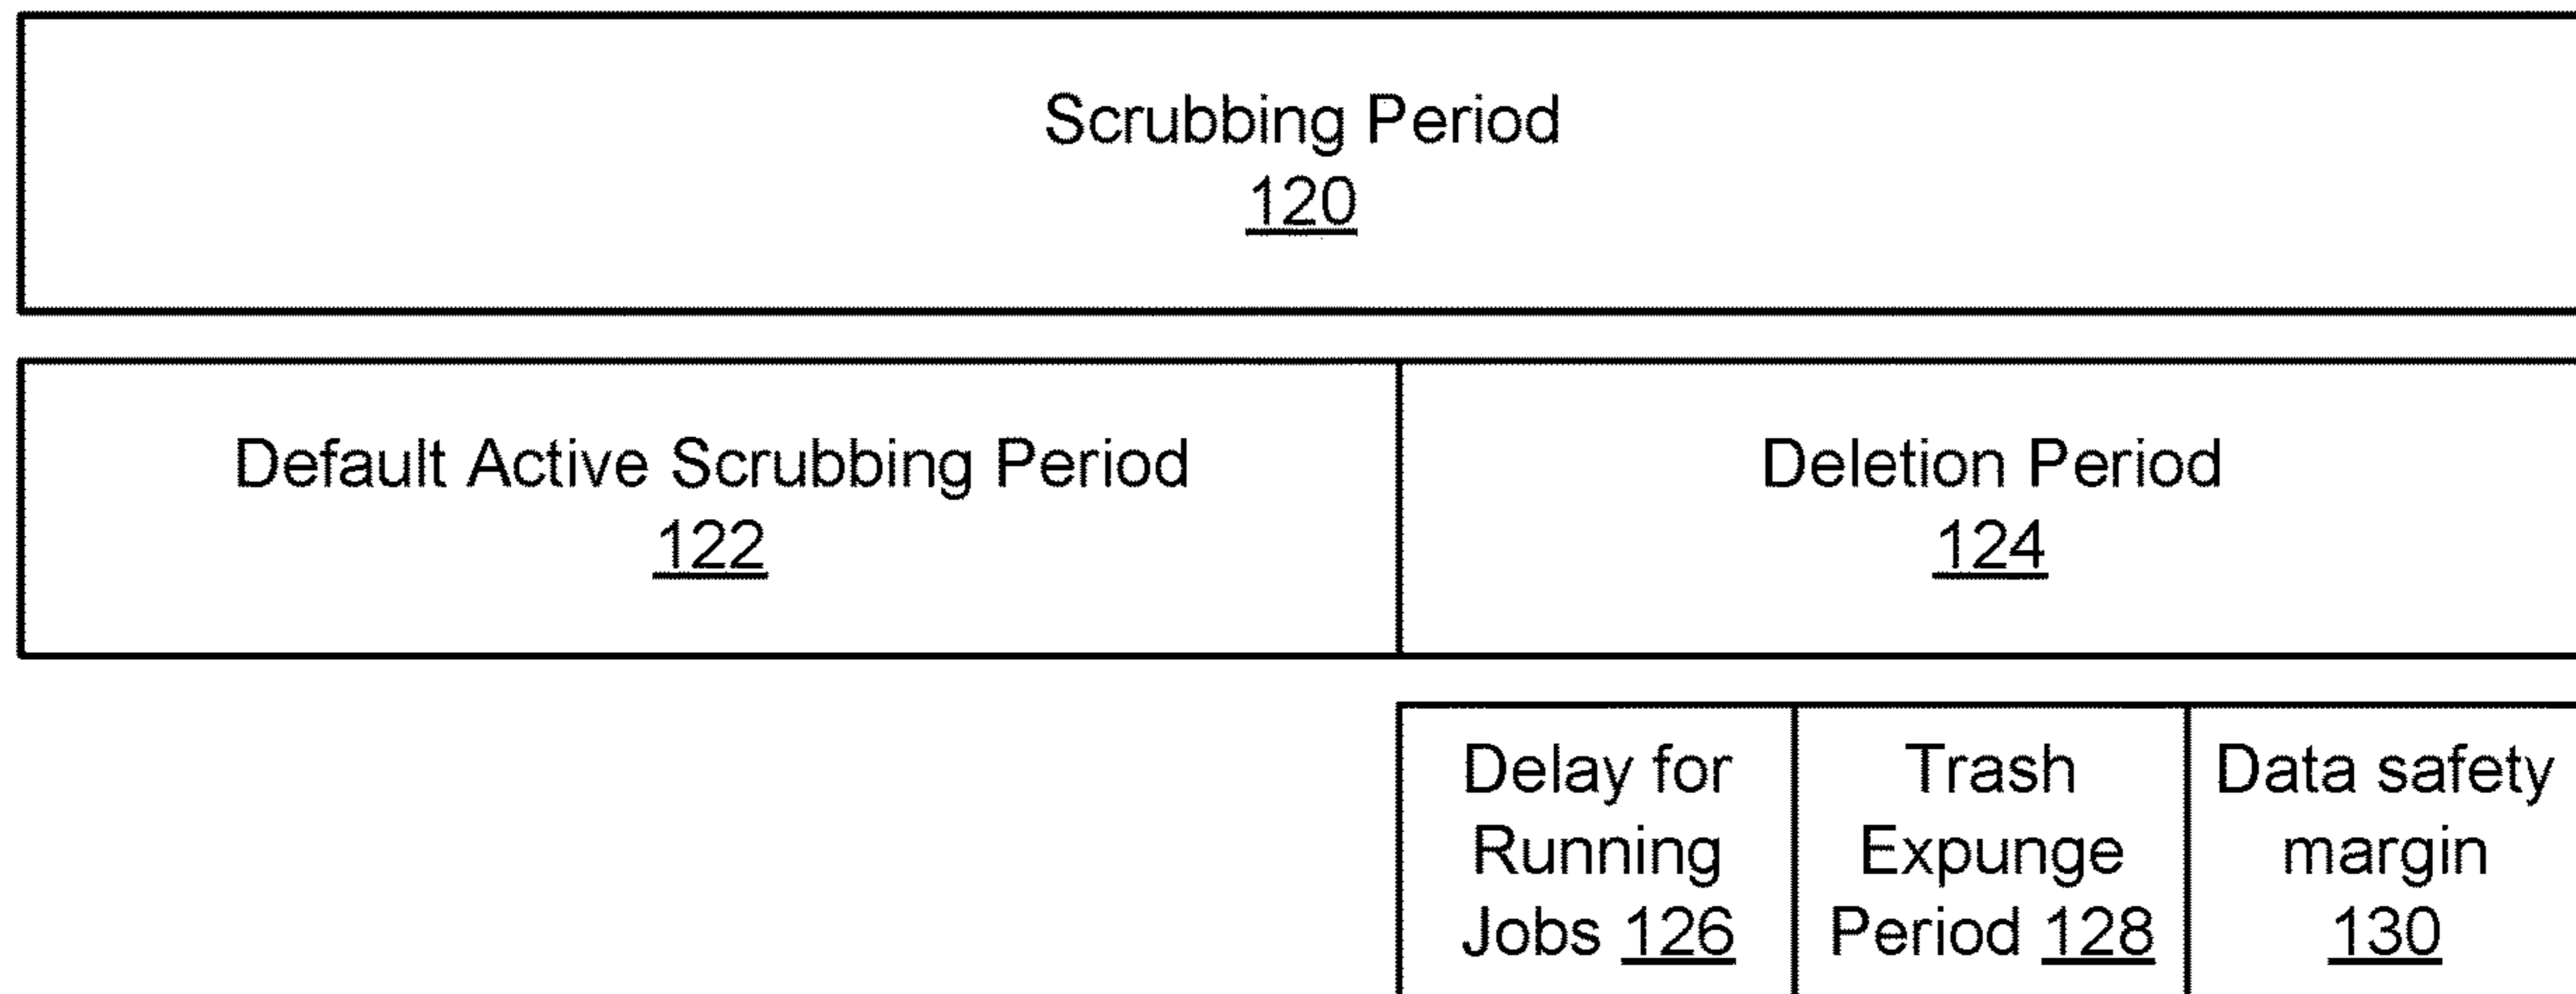 Scrubbing Period
120
Default Active Scrubbing Period
122
Deletion Period
124
Delay for
Running
Jobs 126
Trash
Expunge
Period 128
Data safety
margin
130